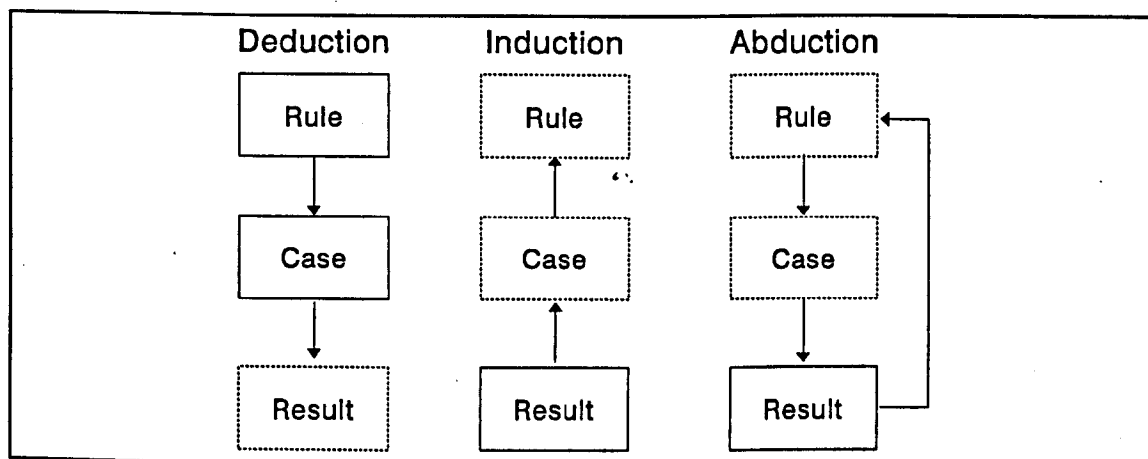 Deduction Induction Abduction
Rule Rule Rule
Case Case Case
Result Result Result